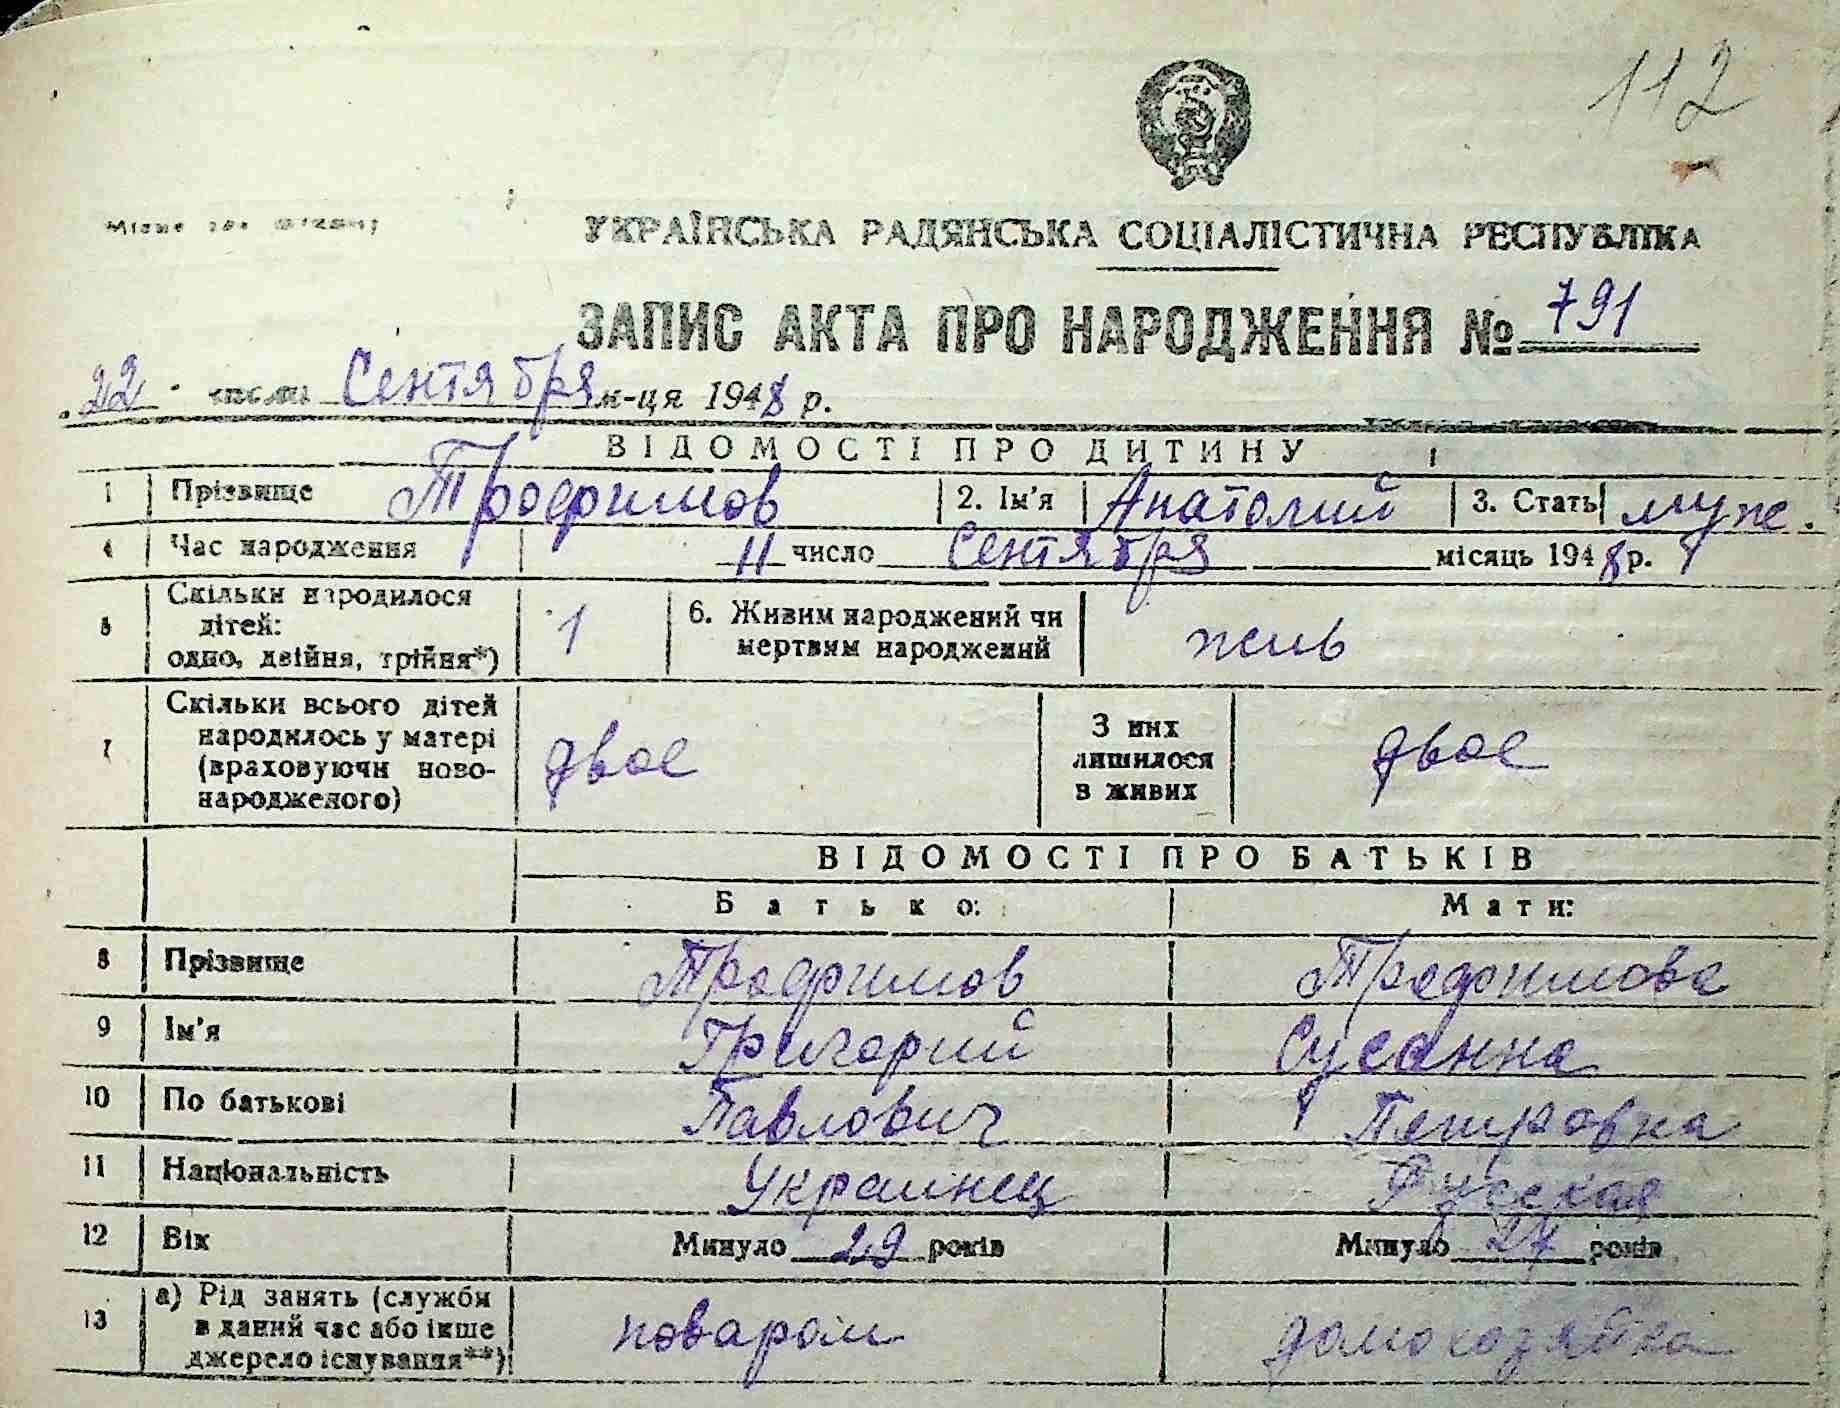 112
Місце для штампу
УКРАЇНСЬКА РАДЯНСЬКА СОЦІАЛІСТИЧНА РЕСПУБЛІКА
ЗАПИС АКТА ПРО НАРОДЖЕННЯ № 791
22 числа Сентября м-ця 1948 р.
ВІДОМОСТІ ПРО ДИТИНУ
1 Прізвище Трофимов 2. Ім'я Анатолий 3. Стать муж.
4 Час народження 11 число Сентября місяць 1948 р.
5 Скільки народилося
дітей:
одно, двійня, трійня*) 1 6. Живим народжений чи
мертвим народжений жив
7 Скільки всього дітей
народилось у матері
(враховуючи ново-
народженого) двое З них
лишилося
в живих двое
ВІДОМОСТІ ПРО БАТЬКІВ
Батько: Мати:
8 Прізвище Трофимов Трофимова
9 Ім'я Григорий Сусанна
10 По батькові Павлович Петровна
11 Національність Украинец Русская
12 Вік Минуло 29 років Минуло 27 років
13 а) Рід занять (служби
в даний час або інше
джерело існування**) поваром домохозяйка